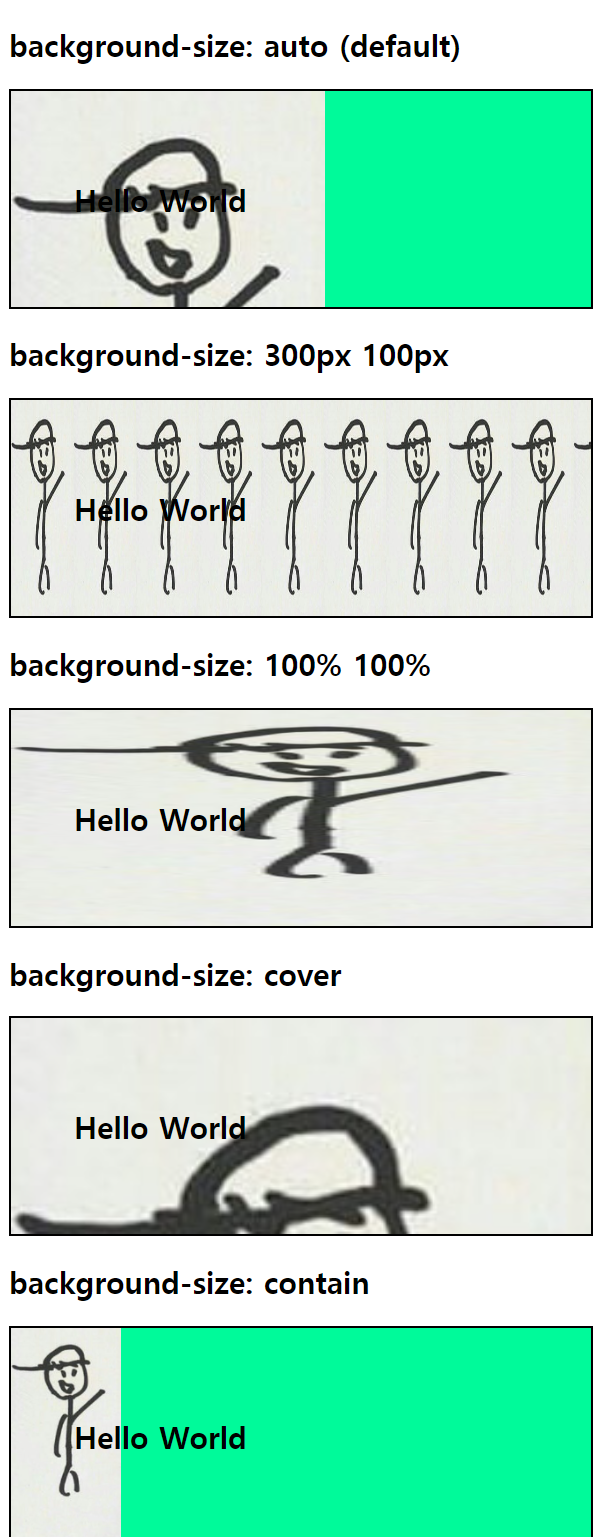 background-size: auto (default)
Hello World
background-size: 300px 100px
Hello World
background-size: 100% 100%
Hello World
background-size: cover
Hello World
background-size: contain
Hello World